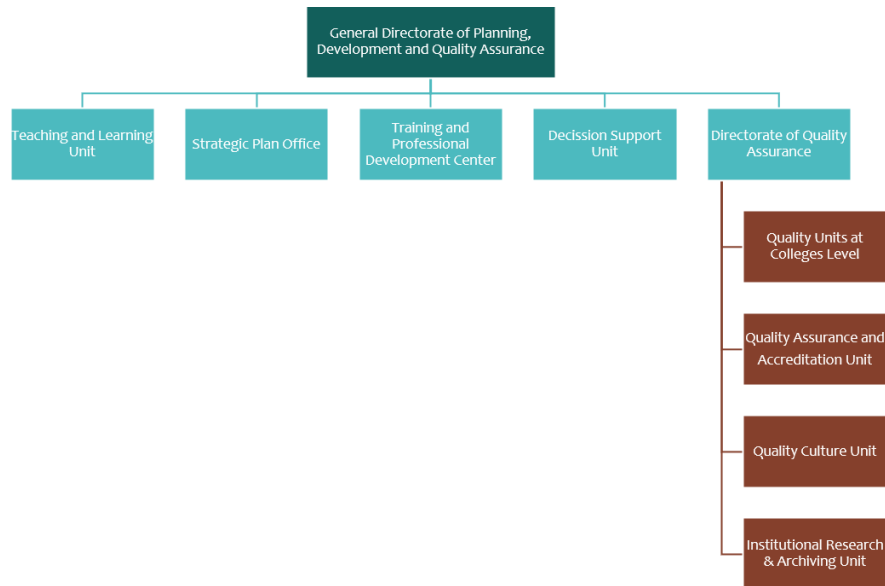 General Directorate of Planning,
Development and Quality Assurance
Teaching and Learning
Unit
Strategic Plan Office
Training and
Professional
Development Center
Decission Support
Unit
Directorate of Quality
Assurance
Quality Units at
Colleges Level
Quality Assurance and
Accreditation Unit
Quality Culture Unit
Institutional Research
& Archiving Unit